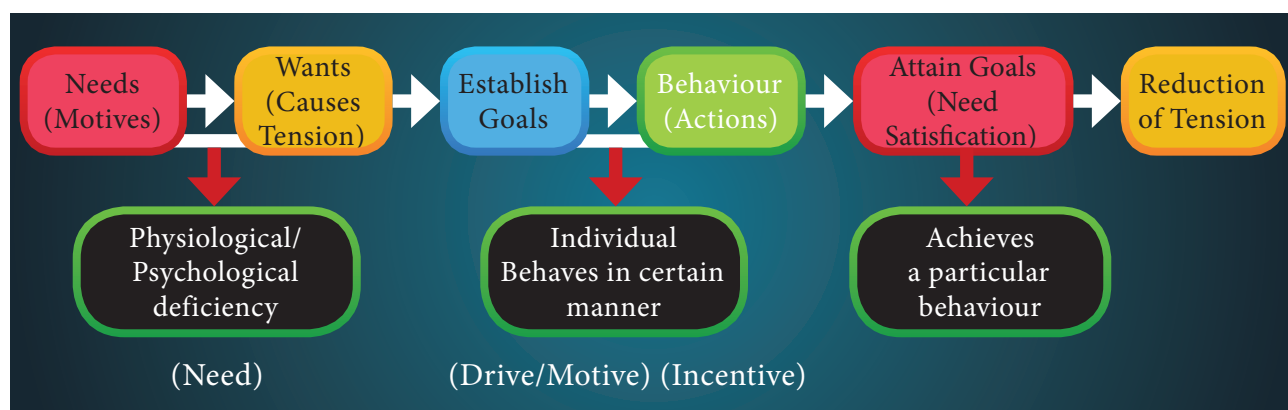 Needs
(Motives)
Wants
(Causes
Tension)
Establish
Goals
Behaviour
(Actions)
Attain Goals
(Need
Satisfication)
Reduction
of Tension
Physiological/
Psychological
deficiency
Individual
Behaves in certain
manner
Achieves
a particular
behaviour
(Need)
(Drive/Motive) (Incentive)